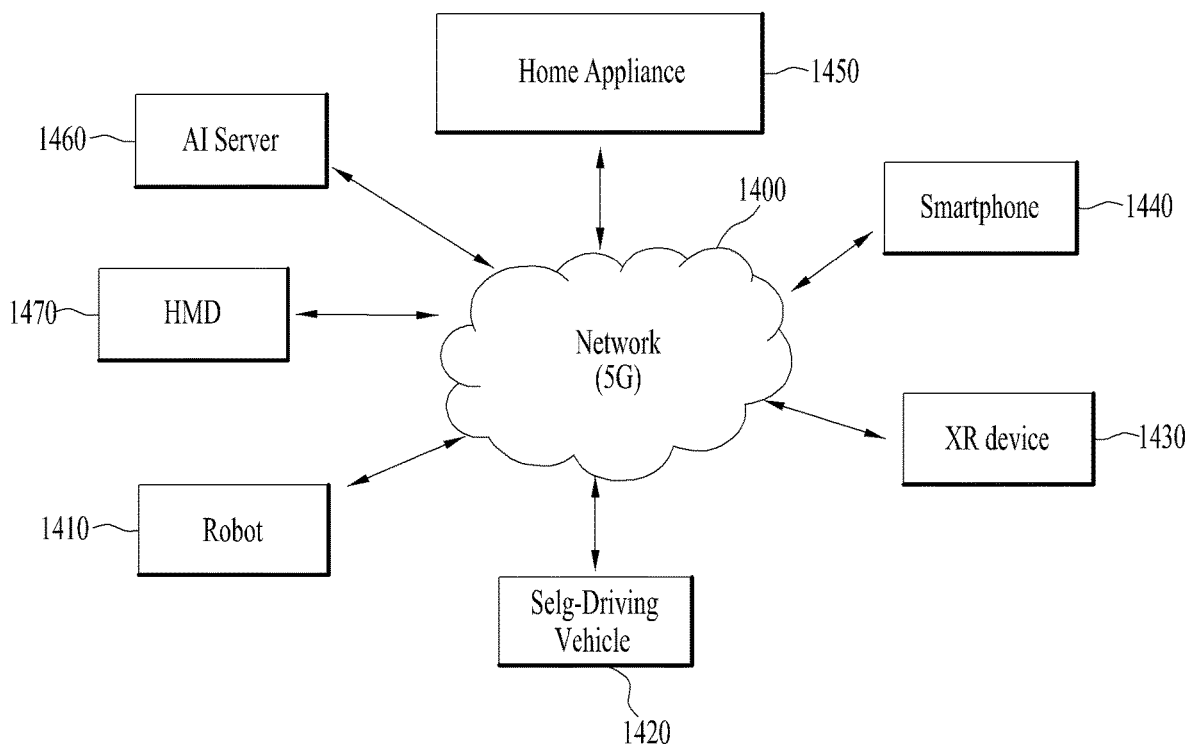 Home Appliance
1450
1460
AI Server
1400
Smartphone
1440
1470
HMD
Network
(5G)
XR device
1430
1410
Robot
Selg-Driving
Vehicle
1420